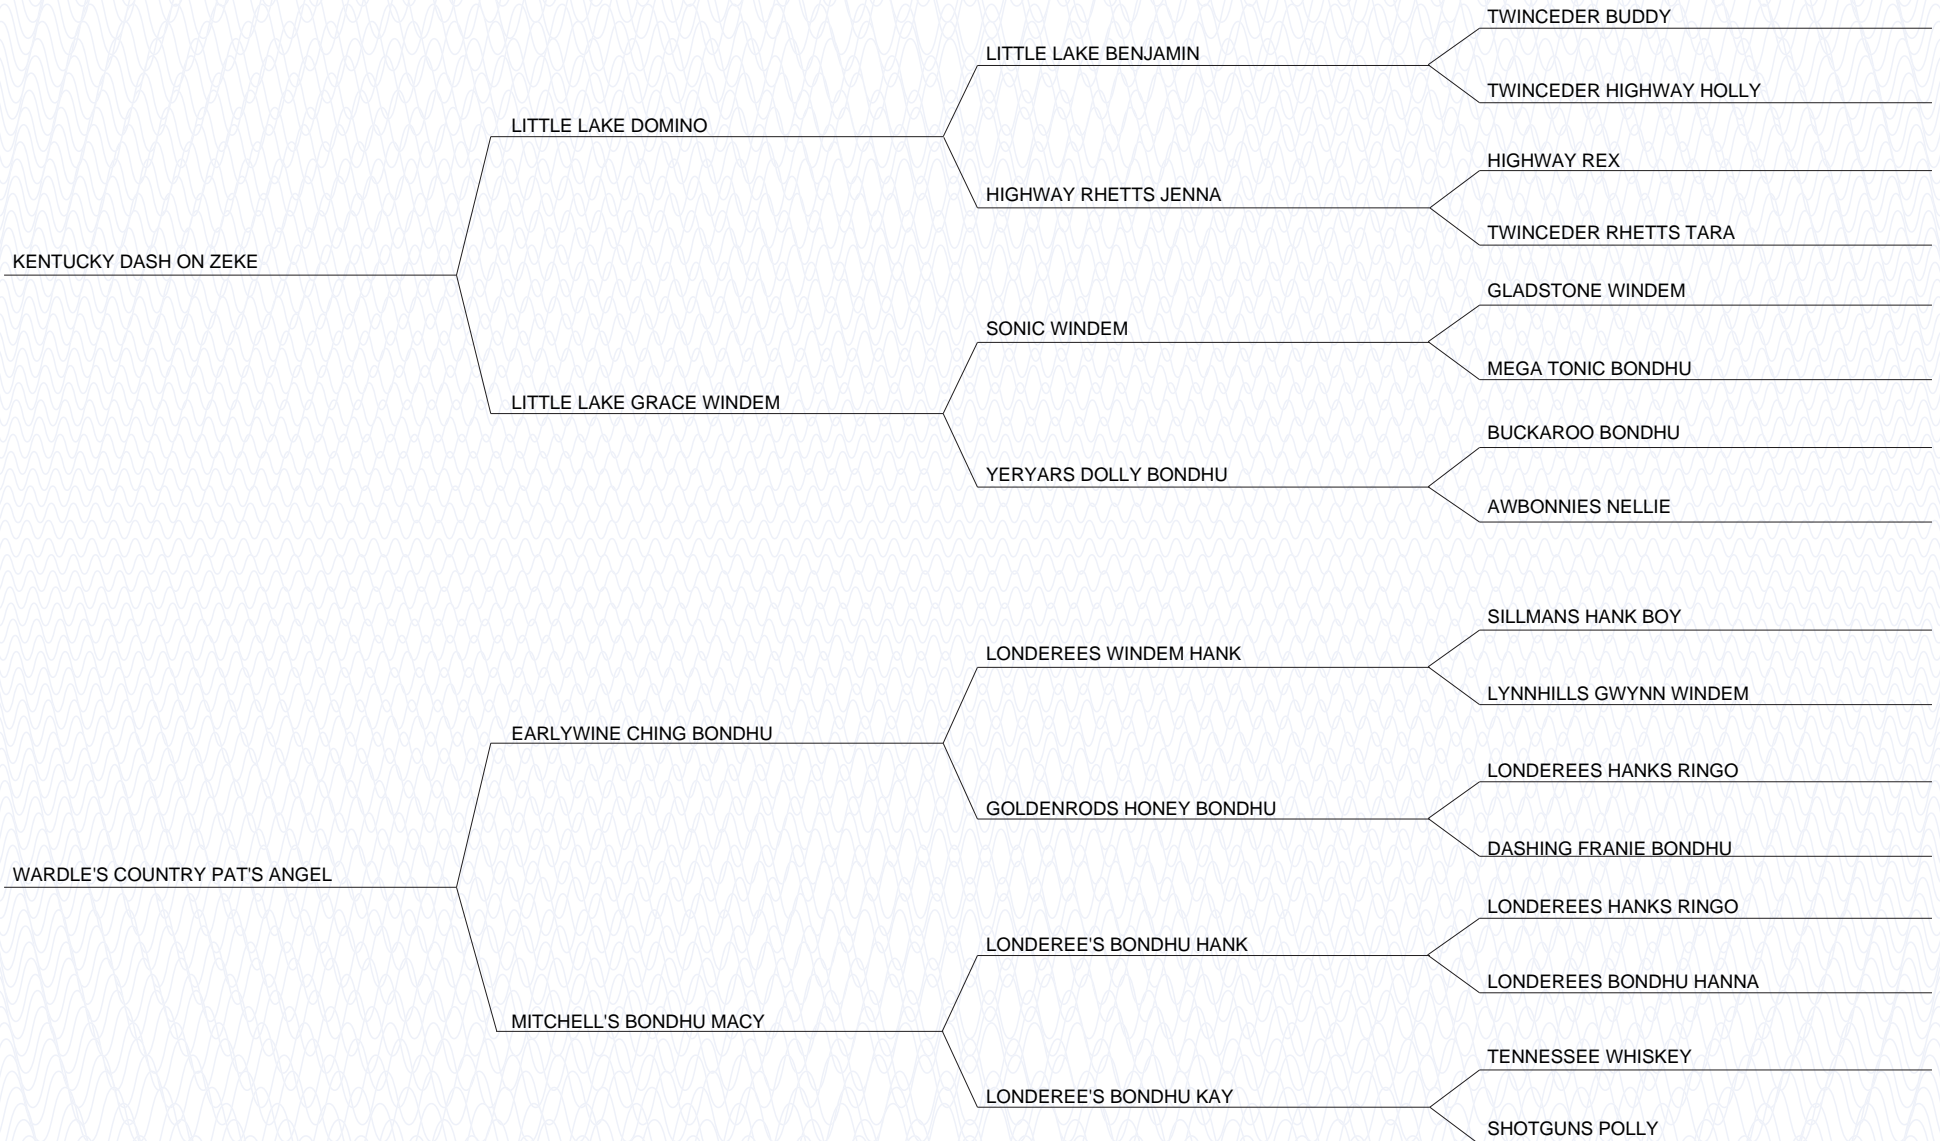 TWINCEDER BUDDY
LITTLE LAKE BENJAMIN
TWINCEDER HIGHWAY HOLLY
LITTLE LAKE DOMINO
HIGHWAY REX
HIGHWAY RHETTS JENNA
TWINCEDER RHETTS TARA
KENTUCKY DASH ON ZEKE
GLADSTONE WINDEM
SONIC WINDEM
MEGA TONIC BONDHU
LITTLE LAKE GRACE WINDEM
BUCKAROO BONDHU
YERYARS DOLLY BONDHU
AWBONNIES NELLIE
SILLMANS HANK BOY
LONDEREES WINDEM HANK
LYNNHILLS GWYNN WINDEM
EARLYWINE CHING BONDHU
LONDEREES HANKS RINGO
GOLDENRODS HONEY BONDHU
DASHING FRANIE BONDHU
WARDLE'S COUNTRY PAT'S ANGEL
LONDEREES HANKS RINGO
LONDEREE'S BONDHU HANK
LONDEREES BONDHU HANNA
MITCHELL'S BONDHU MACY
TENNESSEE WHISKEY
LONDEREE'S BONDHU KAY
SHOTGUNS POLLY